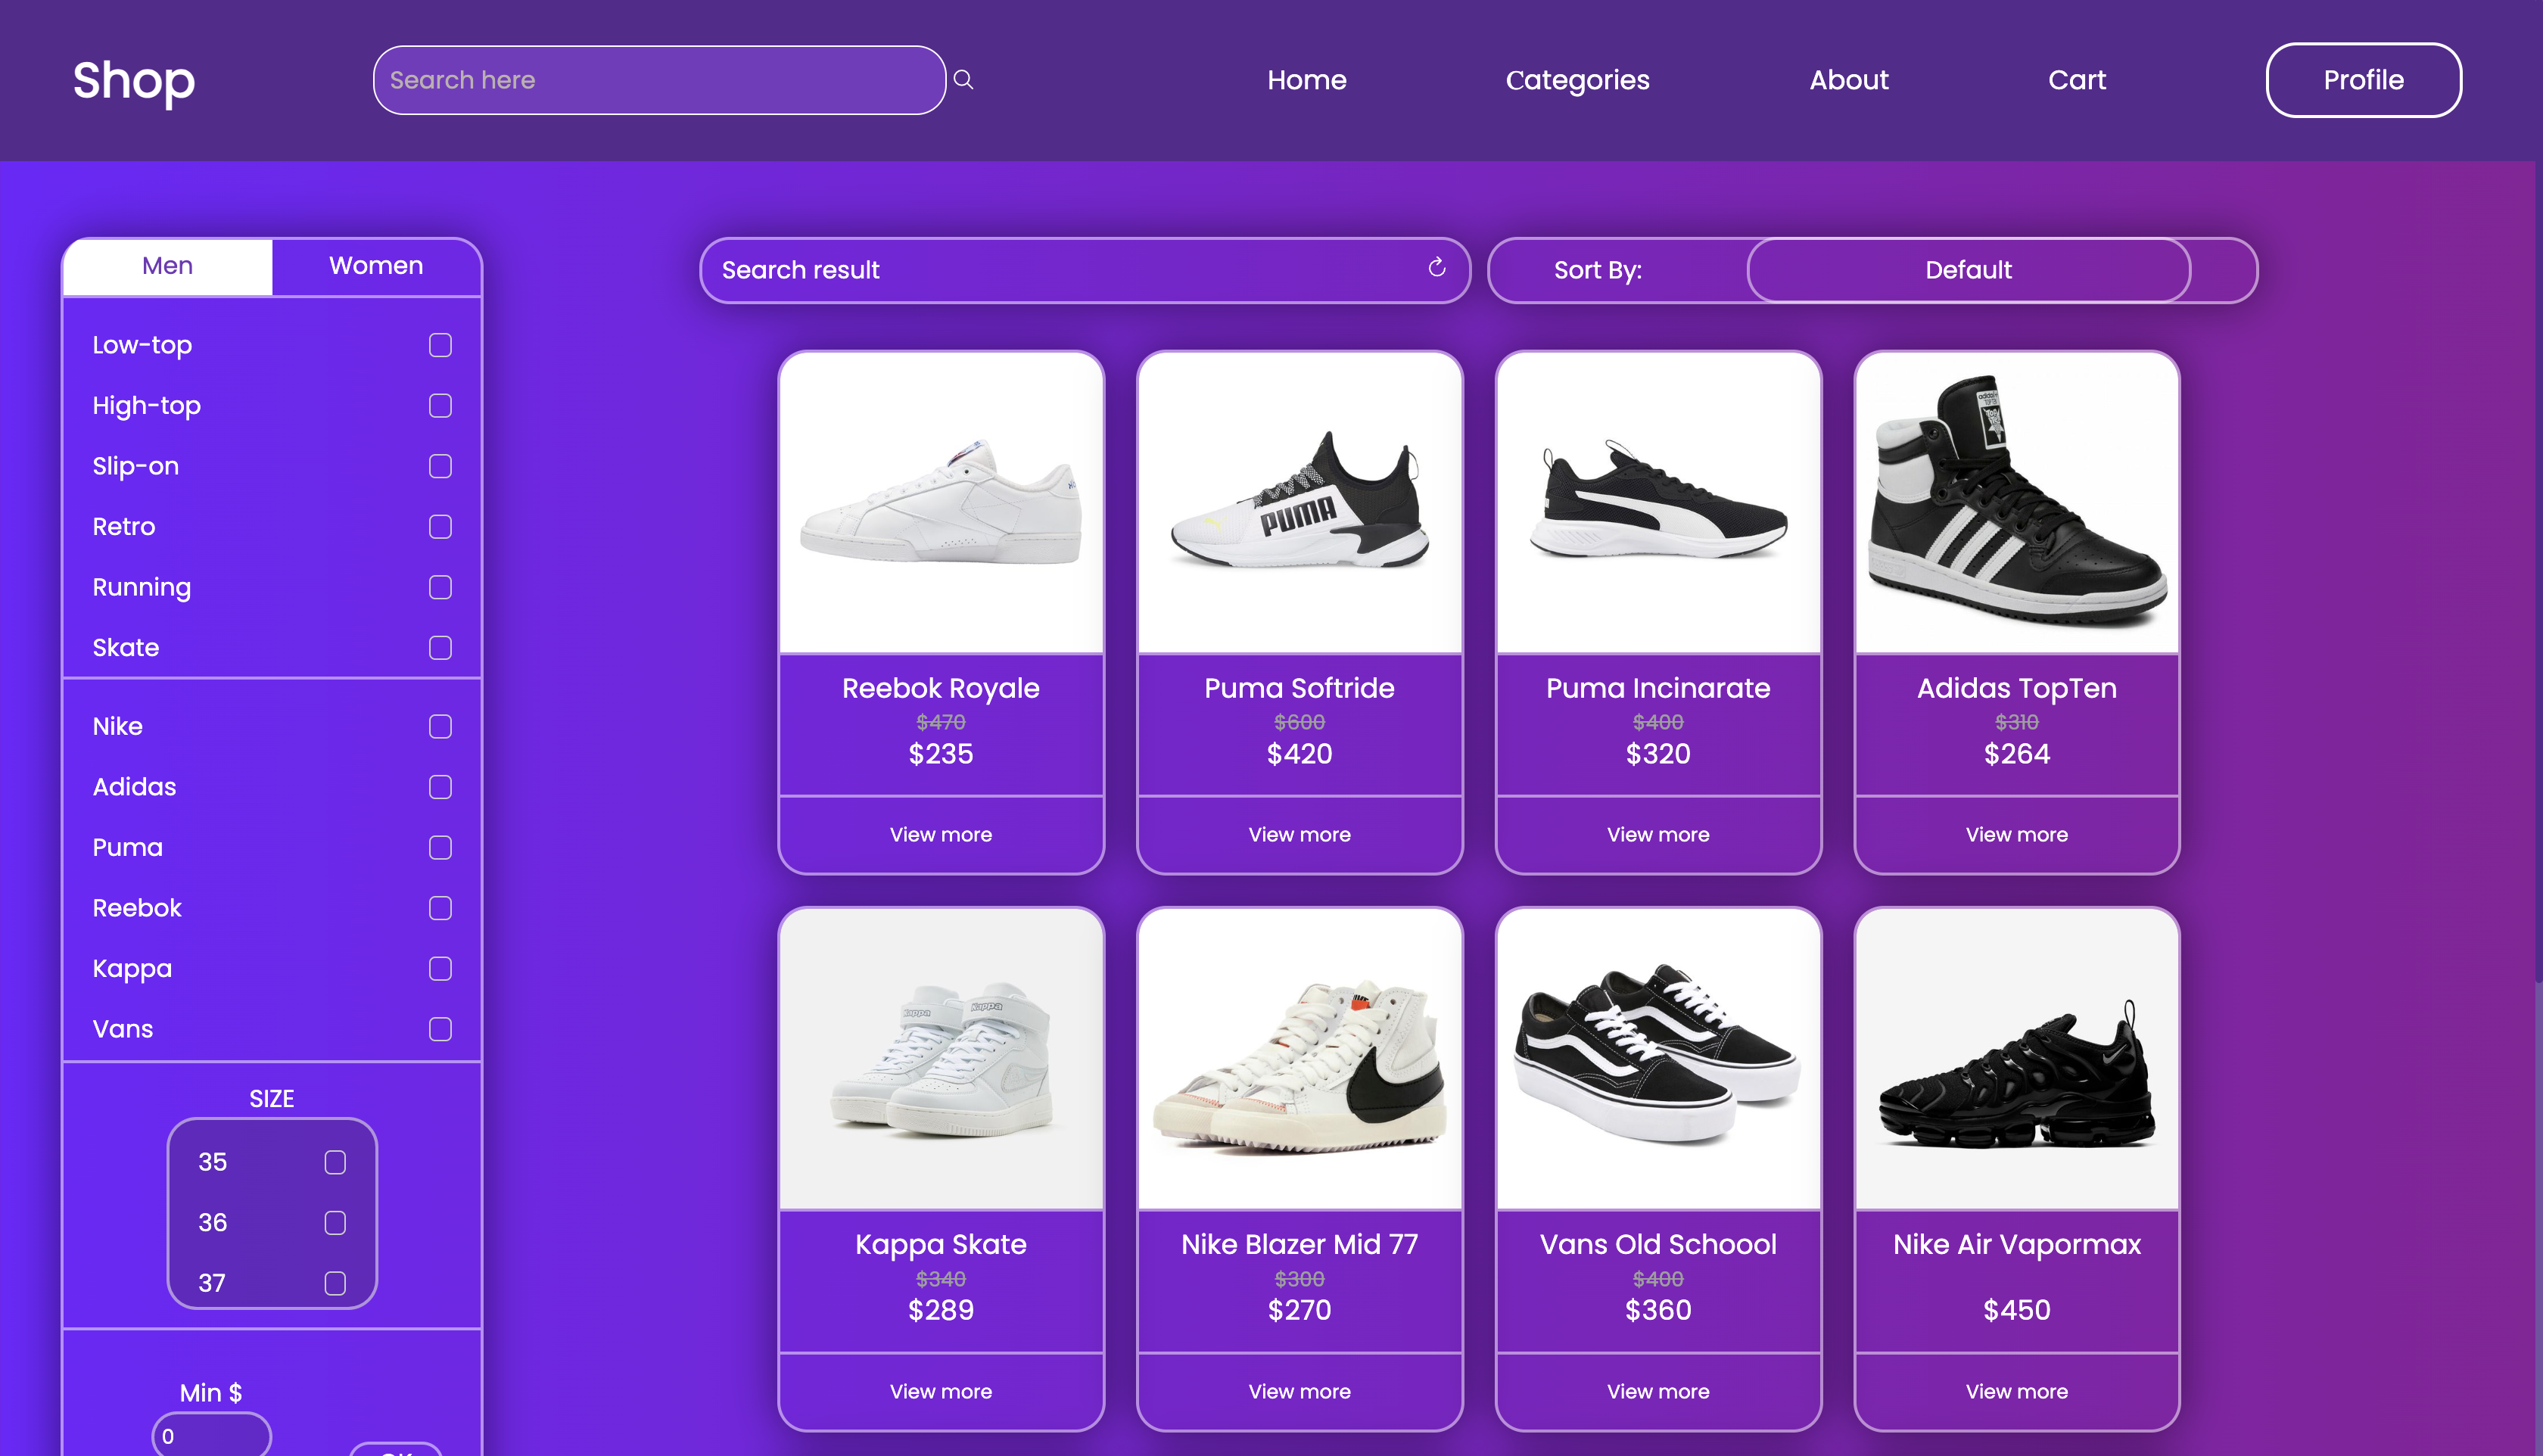 Shop
Search here
Home
Categories
About
Cart
Profile
Men
Women
Low-top
High-top
Slip-on
Retro
Running
Skate
Nike
Adidas
Puma
Reebok
Kappa
Vans
SIZE
35
36
37
Min $
0
Search result
Sort By:
Default
PUMA
adidas
Reebok Royale
$470
$235
View more
Puma Softride
$600
$420
View more
Puma Incinarate
$400
$320
View more
Adidas TopTen
$310
$264
View more
Kappa
Kappa
Kappa Skate
$340
$289
View more
Nike Blazer Mid 77
$300
$270
View more
Vans Old Schoool
$400
$360
View more
Nike Air Vapormax
$450
View more